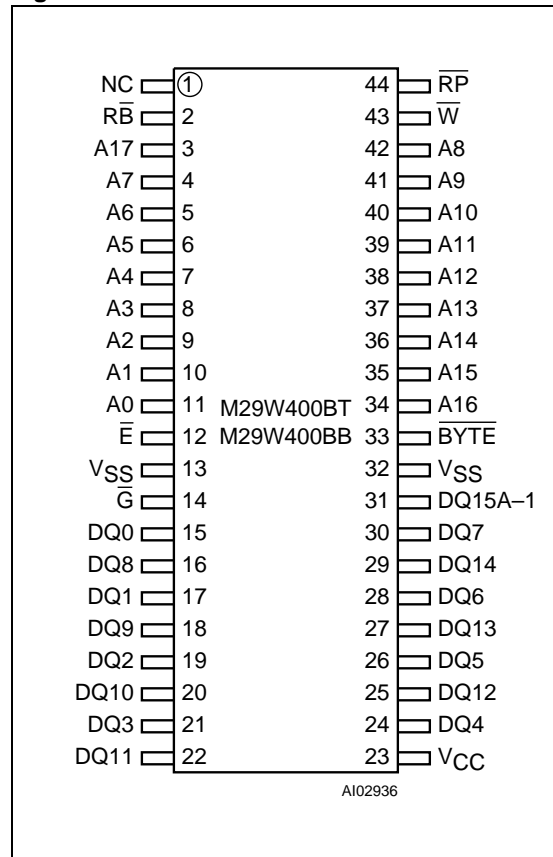 NC 1 44 R̅P̅
RB̅ 2 43 W̅
A17 3 42 A8
A7 4 41 A9
A6 5 40 A10
A5 6 39 A11
A4 7 38 A12
A3 8 37 A13
A2 9 36 A14
A1 10 35 A15
A0 11 M29W400BT 34 A16
E̅ 12 M29W400BB 33 B̅Y̅T̅E̅
VSS 13 32 VSS
G̅ 14 31 DQ15A–1
DQ0 15 30 DQ7
DQ8 16 29 DQ14
DQ1 17 28 DQ6
DQ9 18 27 DQ13
DQ2 19 26 DQ5
DQ10 20 25 DQ12
DQ3 21 24 DQ4
DQ11 22 23 VCC
AI02936